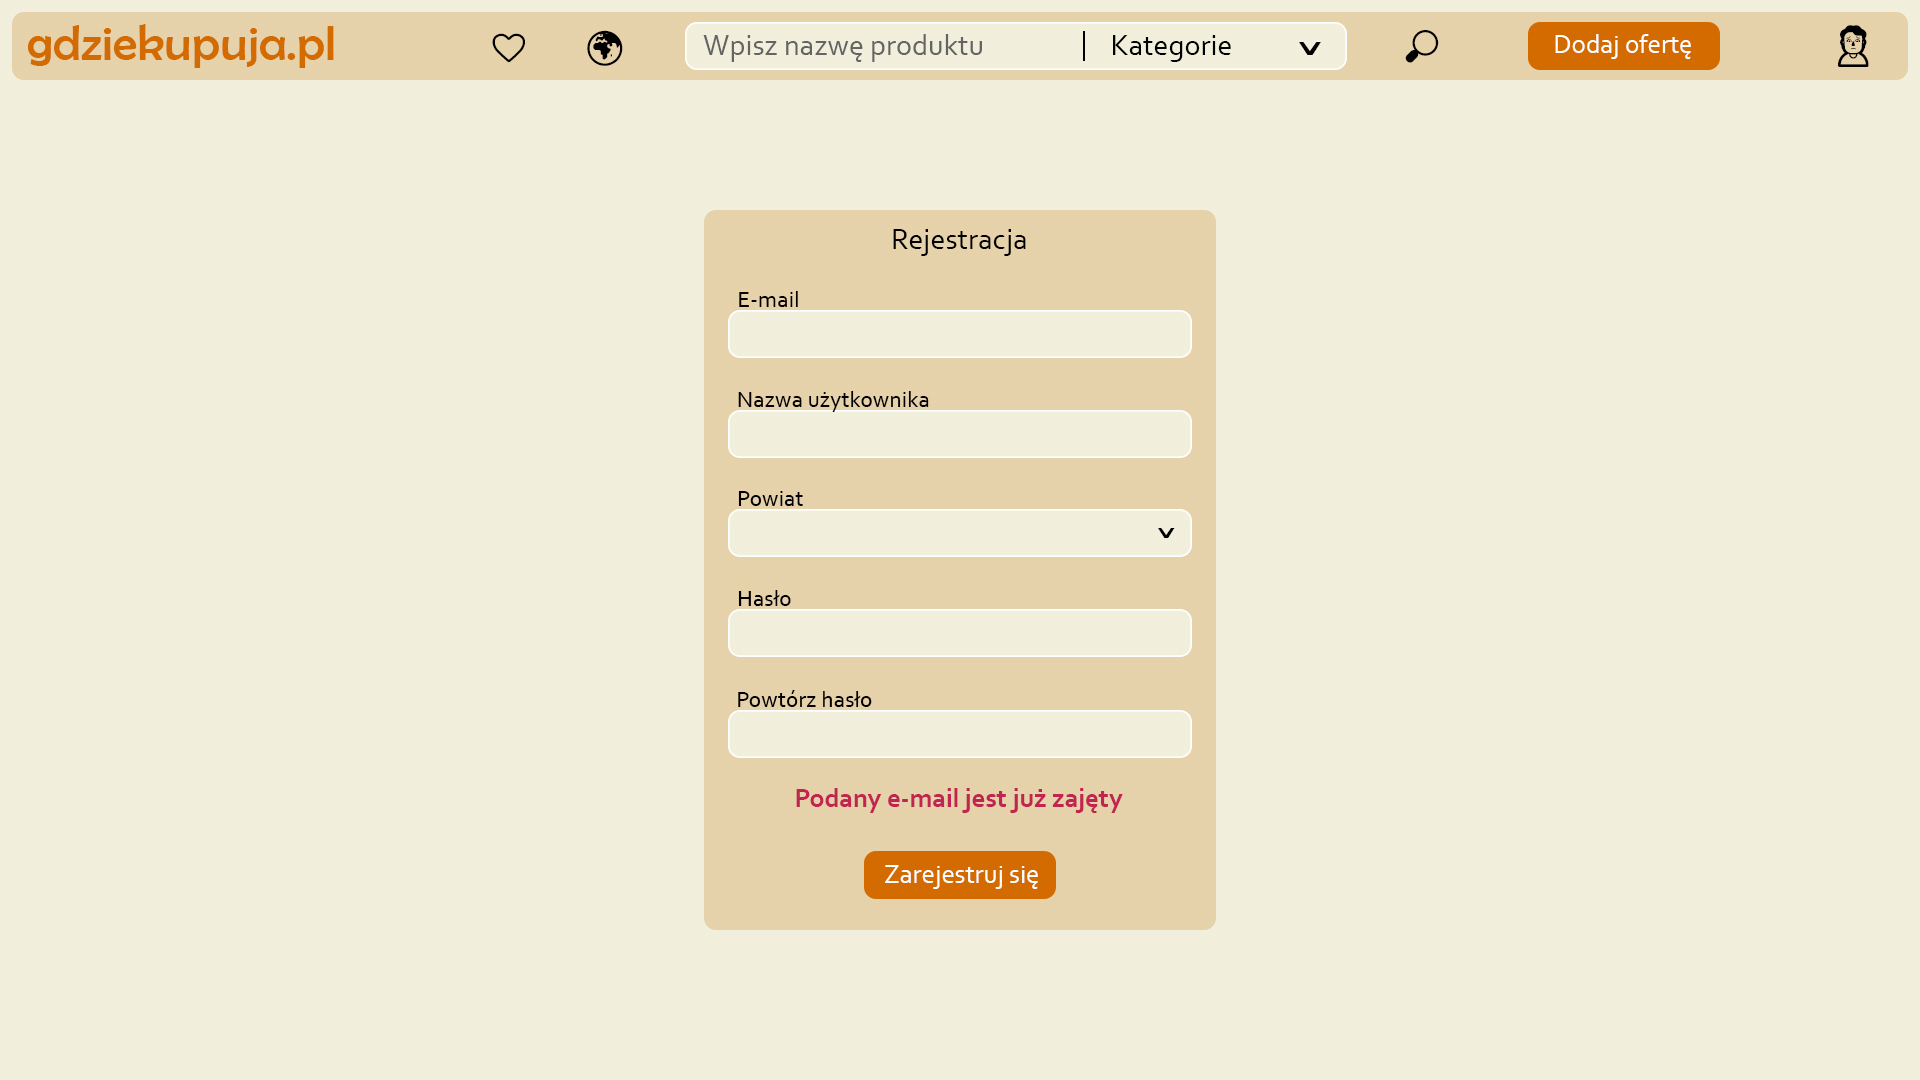 gdziekupuja.pl
Wpisz nazwę produktu
Kategorie
Dodaj ofertę
Rejestracja
E-mail
Nazwa użytkownika
Powiat
Hasło
Powtórz hasło
Podany e-mail jest już zajęty
Zarejestruj się